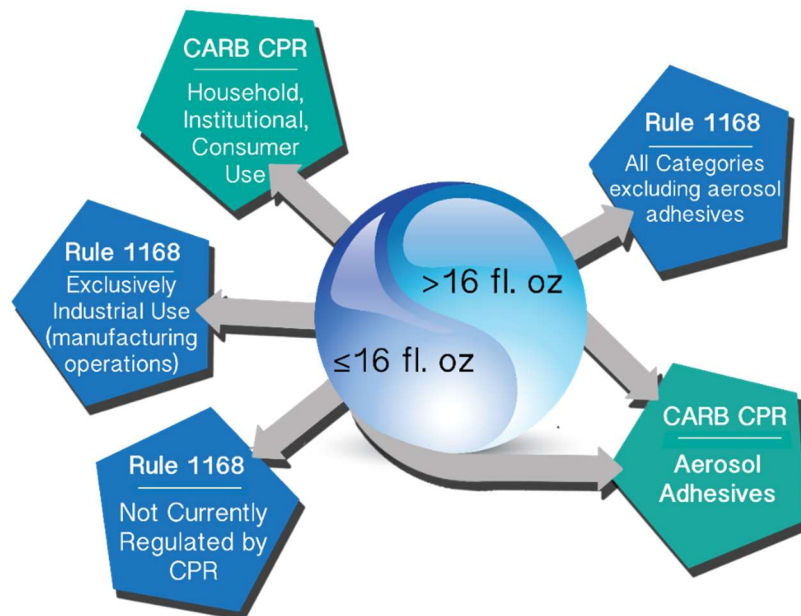 CARB CPR
Household,
Institutional,
Consumer
Use
Rule 1168
All Categories
excluding aerosol
adhesives
Rule 1168
Exclusively
Industrial Use
(manufacturing
operations)
>16 fl. oz
≤16 fl. oz
Rule 1168
Not Currently
Regulated by
CPR
CARB CPR
Aerosol
Adhesives